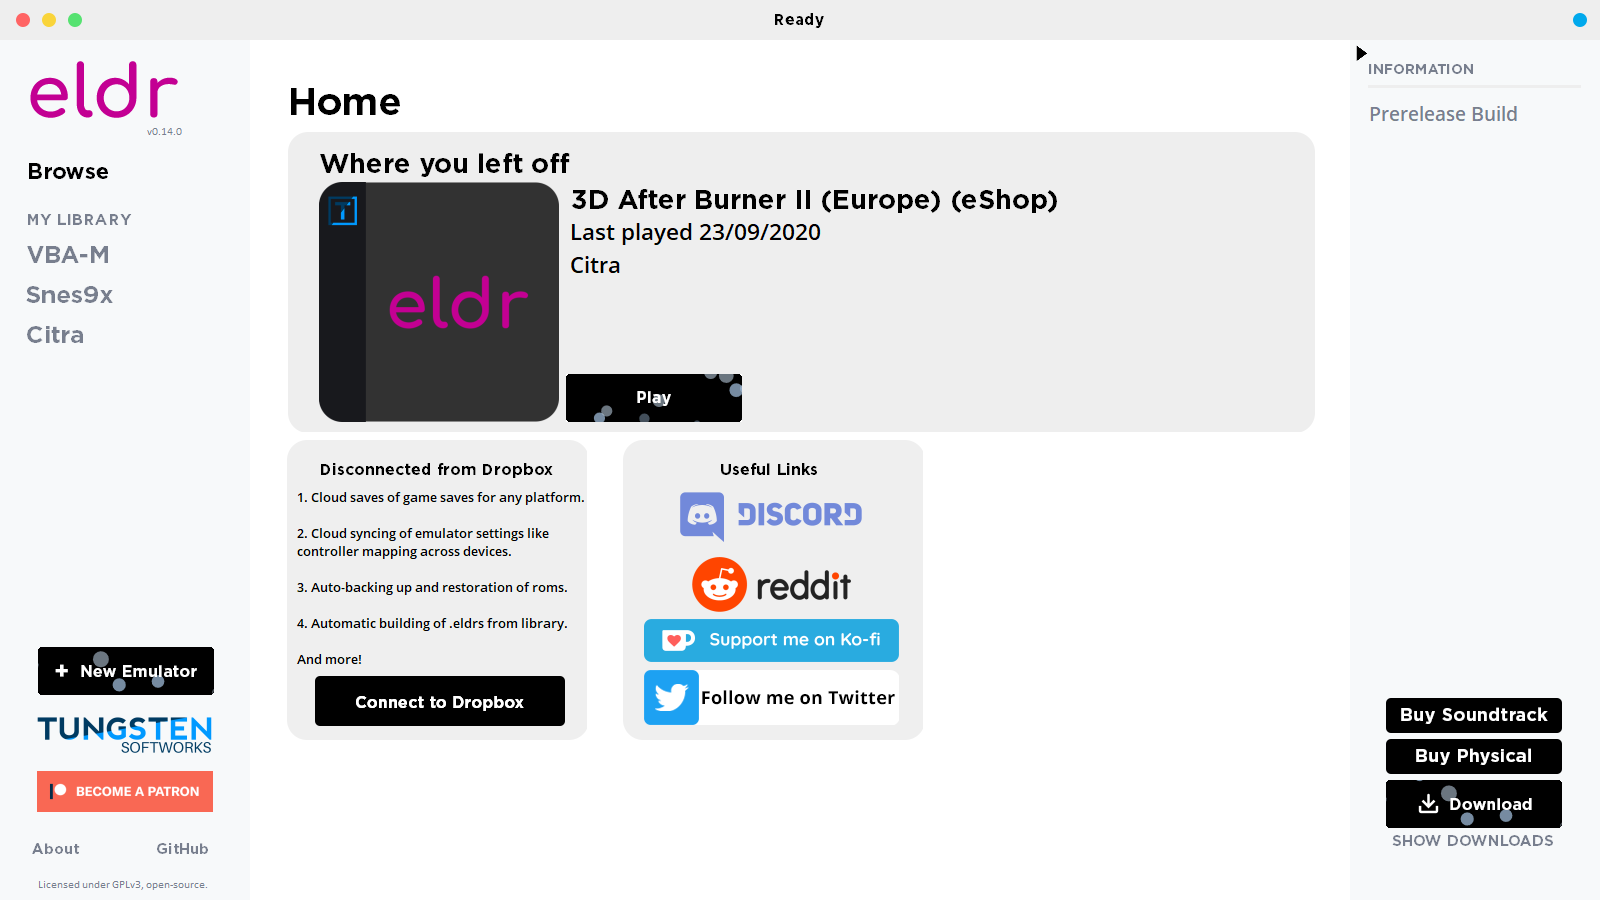 Ready
eldr
v0.14.0
Browse
MY LIBRARY
VBA-M
Snes9x
Citra
+ New Emulator
TUNGSTEN
SOFTWORKS
BECOME A PATRON
About
GitHub
Licensed under GPLv3, open-source.
Home
Where you left off
T
eldr
3D After Burner II (Europe) (eShop)
Last played 23/09/2020
Citra
Play
Disconnected from Dropbox
1. Cloud saves of game saves for any platform.
2. Cloud syncing of emulator settings like
controller mapping across devices.
3. Auto-backing up and restoration of roms.
4. Automatic building of .eldrs from library.
And more!
Connect to Dropbox
Useful Links
DISCORD
reddit
Support me on Ko-fi
Follow me on Twitter
INFORMATION
Prerelease Build
Buy Soundtrack
Buy Physical
Download
SHOW DOWNLOADS